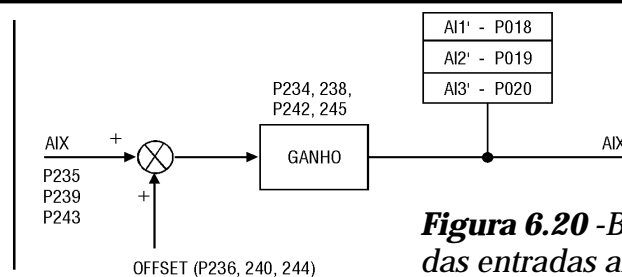 AI1' - P018
AI2' - P019
AI3' - P020
P234, 238,
P242, 245
AIX
+
GANHO
AIX
P235
P239
P243
+
OFFSET (P236, 240, 244)
Figura 6.20 -B
das entradas a